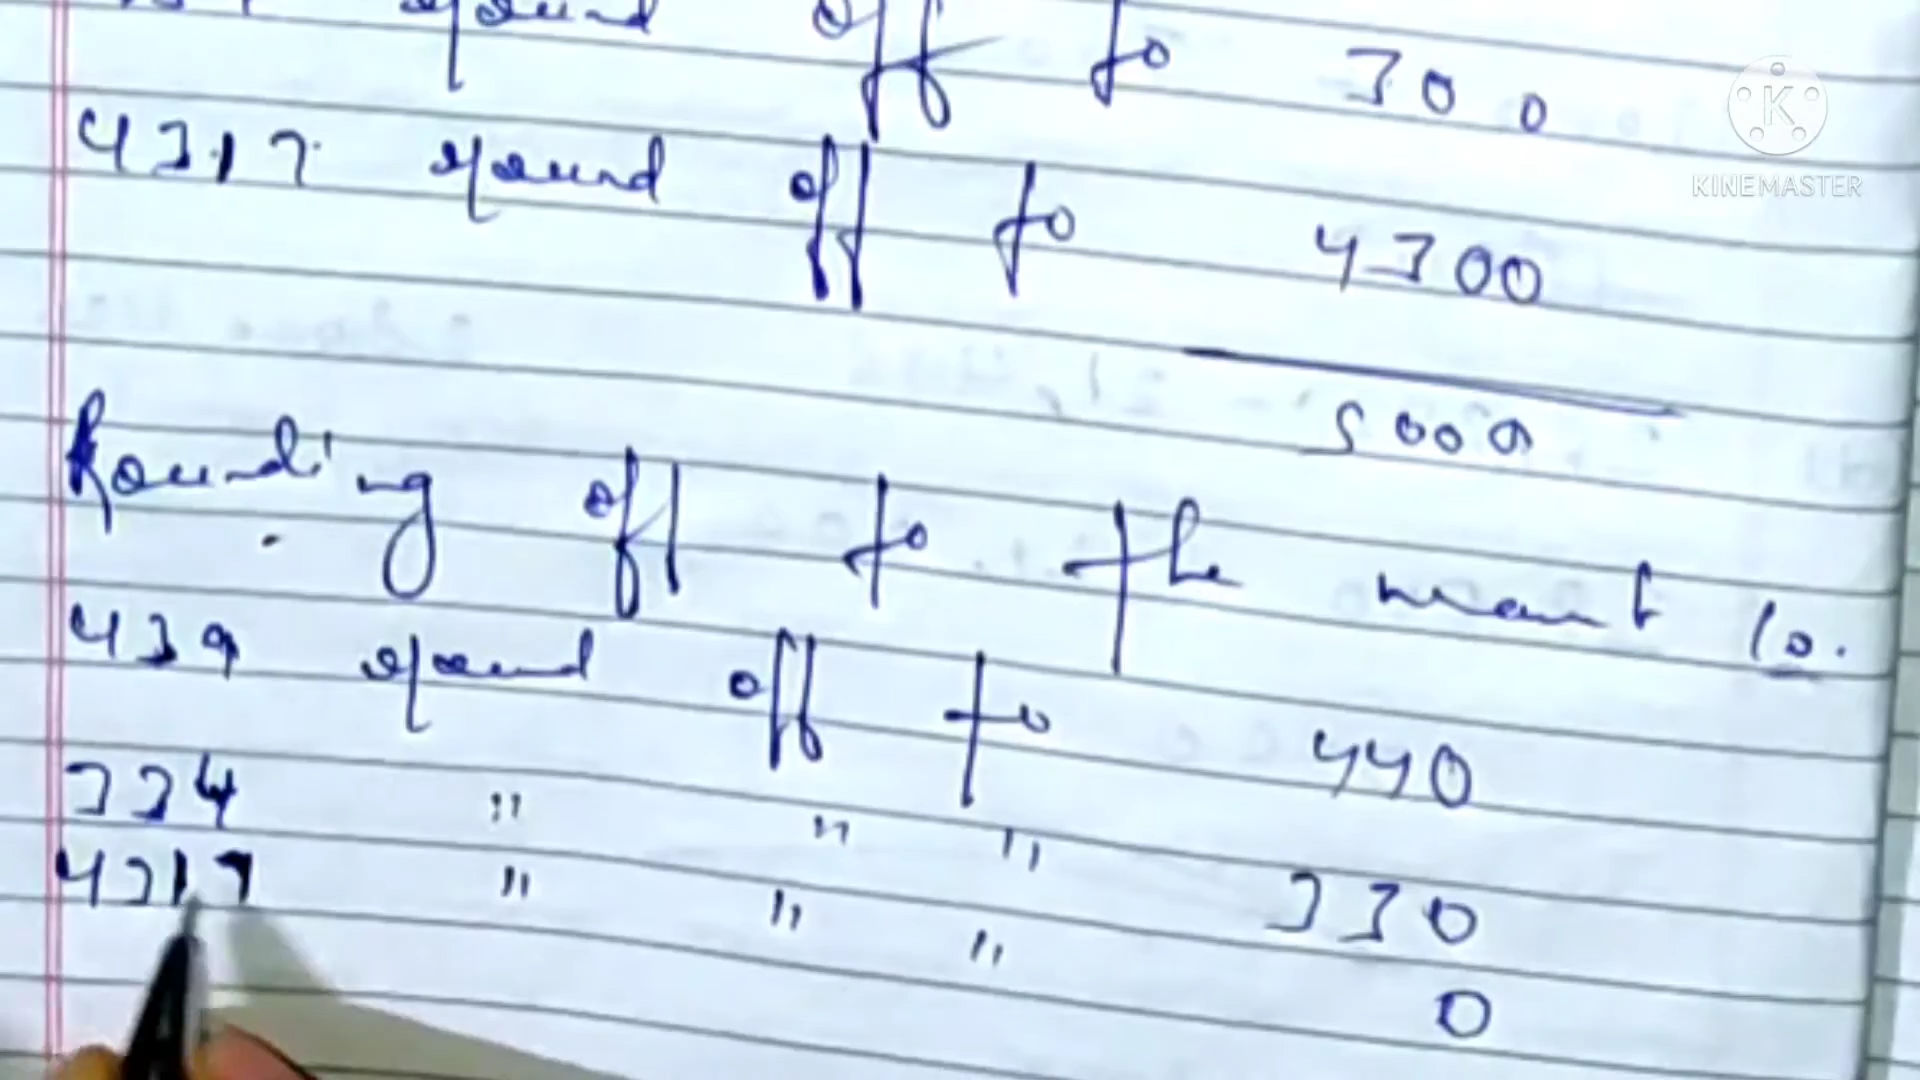 round off to 300
KINEMASTER
4317 round off to 4300
5000
Rounding off to the nearest 10.
439 round off to 440
334 " " " 330
4317 " " " 0